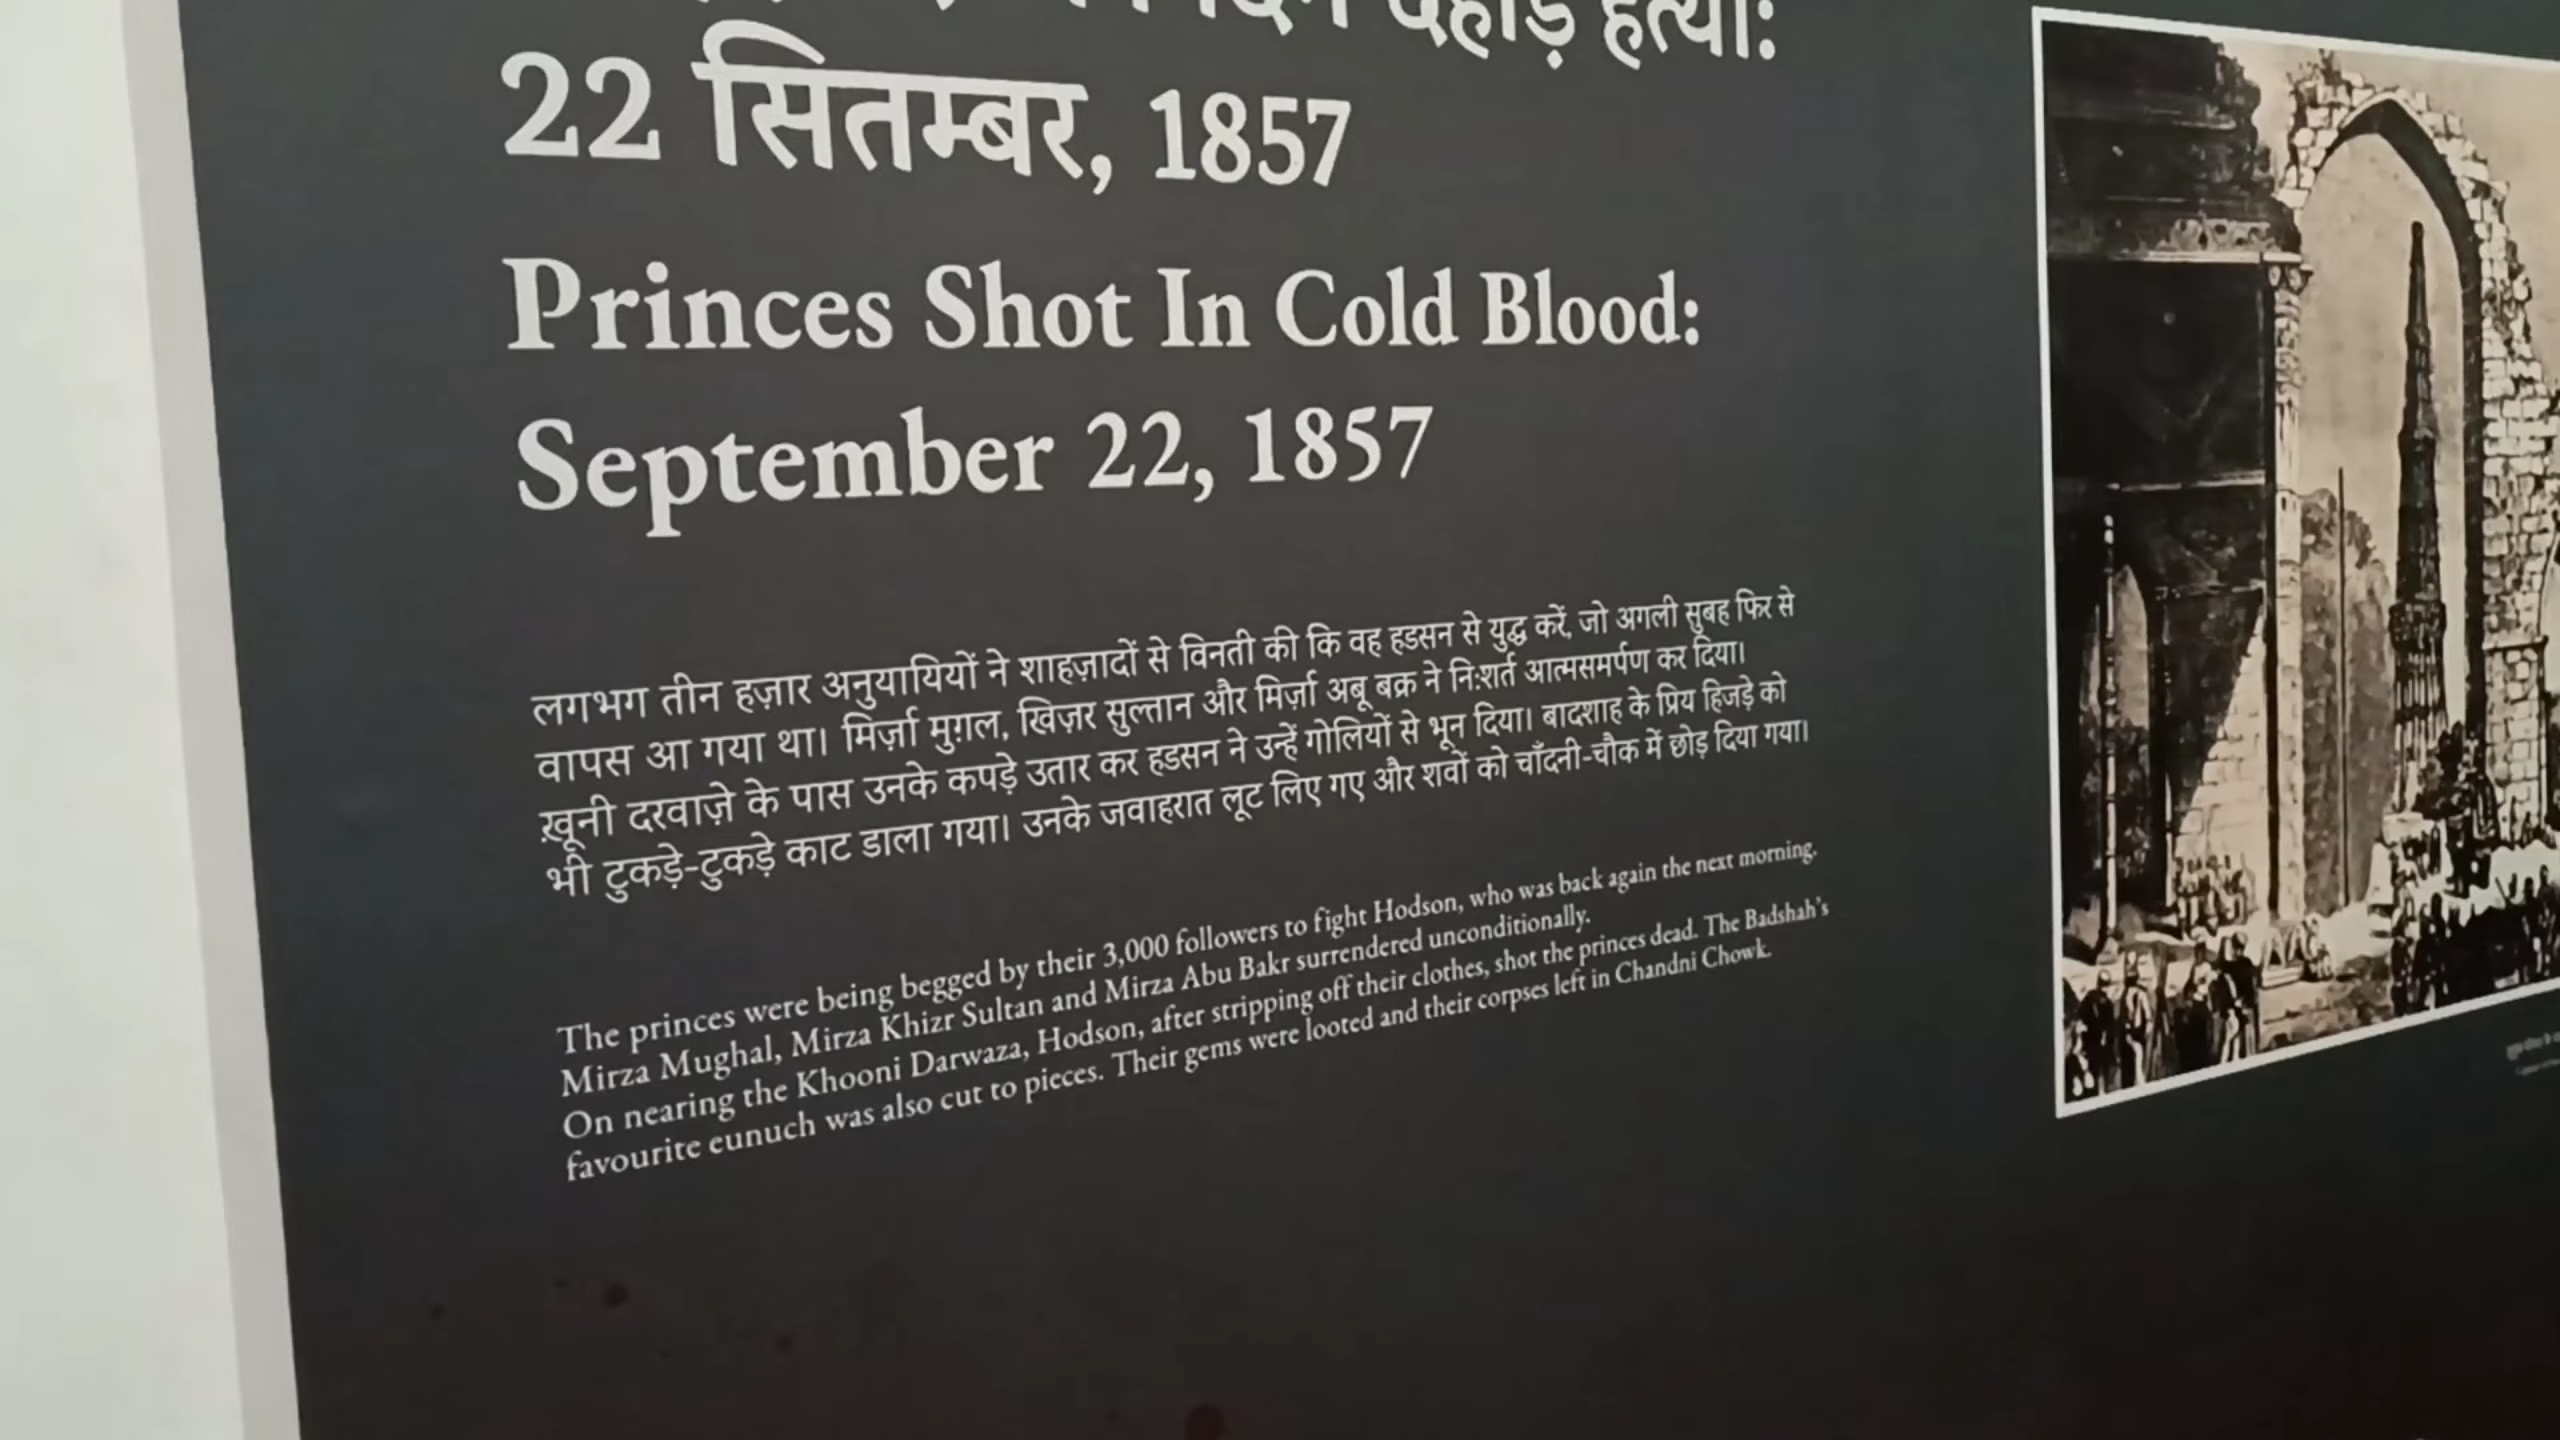 दहाड़े हत्या:
22 सितम्बर, 1857
Princes Shot In Cold Blood:
September 22, 1857
लगभग तीन हज़ार अनुयायियों ने शाहज़ादों से विनती की कि वह हडसन से युद्ध करें, जो अगली सुबह फिर से
वापस आ गया था। मिर्ज़ा मुग़ल, खिज़र सुल्तान और मिर्ज़ा अबू बक्र ने नि:शर्त आत्मसमर्पण कर दिया।
ख़ूनी दरवाज़े के पास उनके कपड़े उतार कर हडसन ने उन्हें गोलियों से भून दिया। बादशाह के प्रिय हिजड़े को
भी टुकड़े-टुकड़े काट डाला गया। उनके जवाहरात लूट लिए गए और शवों को चाँदनी-चौक में छोड़ दिया गया।
The princes were being begged by their 3,000 followers to fight Hodson, who was back again the next morning.
Mirza Mughal, Mirza Khizr Sultan and Mirza Abu Bakr surrendered unconditionally.
On nearing the Khooni Darwaza, Hodson, after stripping off their clothes, shot the princes dead. The Badshah's
favourite eunuch was also cut to pieces. Their gems were looted and their corpses left in Chandni Chowk.